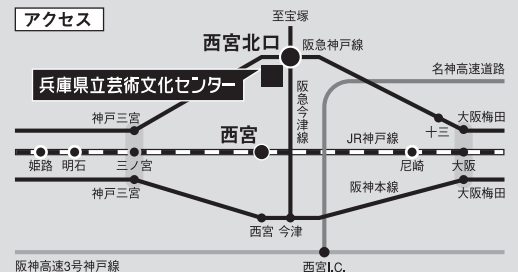 アクセス
至宝塚
西宮北口
阪急神戸線
名神高速道路
兵庫県立芸術文化センター
阪急今津線
神戸三宮
西宮
JR神戸線
十三
大阪梅田
姫路
明石
三ノ宮
尼崎
大阪
神戸三宮
阪神本線
大阪梅田
西宮
今津
阪神高速3号神戸線
西宮I.C.